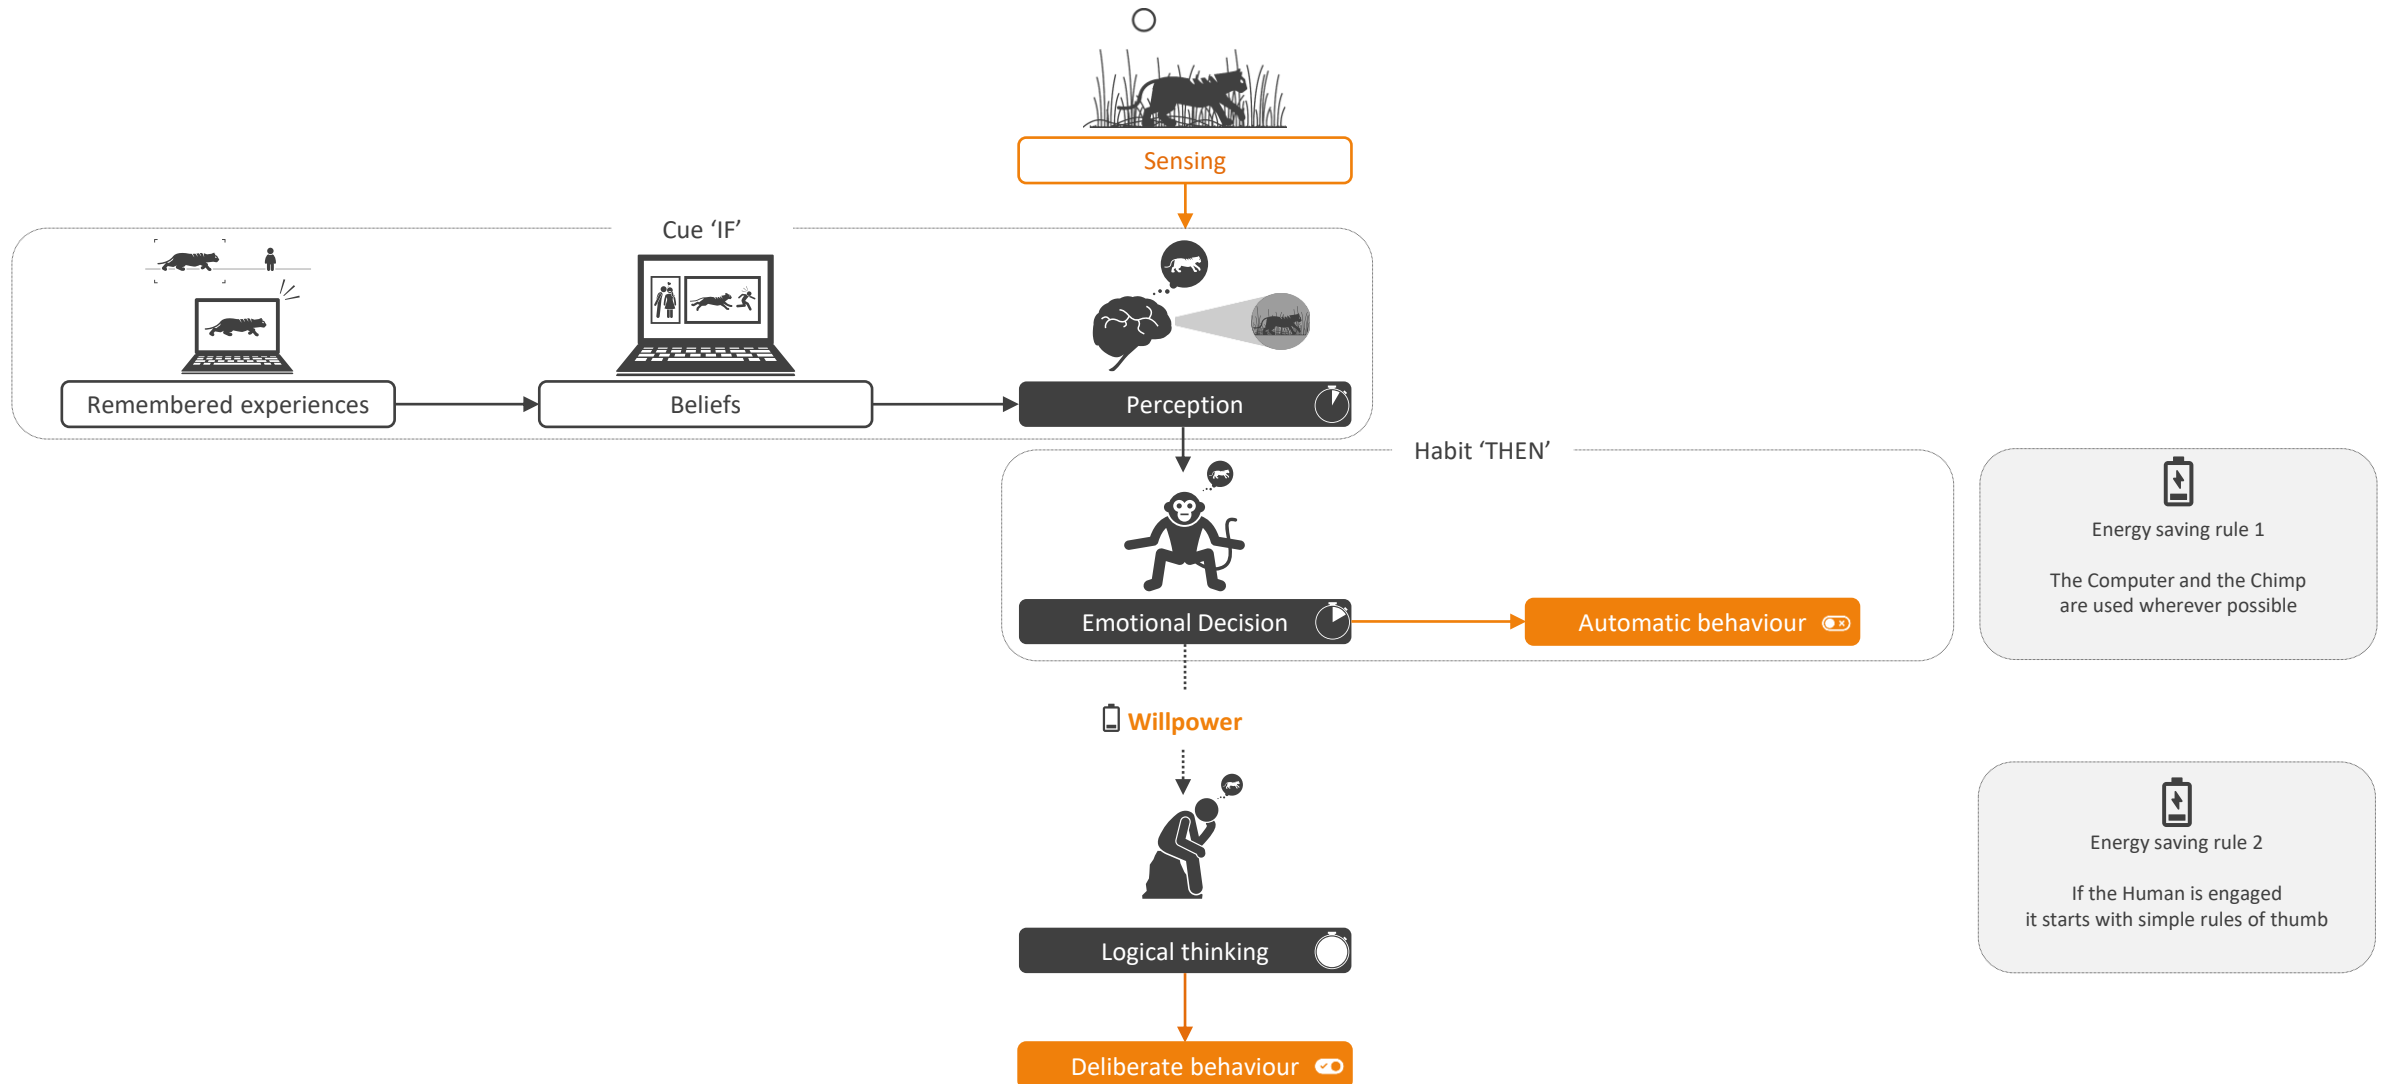 Sensing
Cue ‘IF’
Remembered experiences
Beliefs
Perception
Habit ‘THEN’
Emotional Decision
Automatic behaviour
Energy saving rule 1
The Computer and the Chimp
are used wherever possible
Willpower
Energy saving rule 2
If the Human is engaged
it starts with simple rules of thumb
Logical thinking
Deliberate behaviour